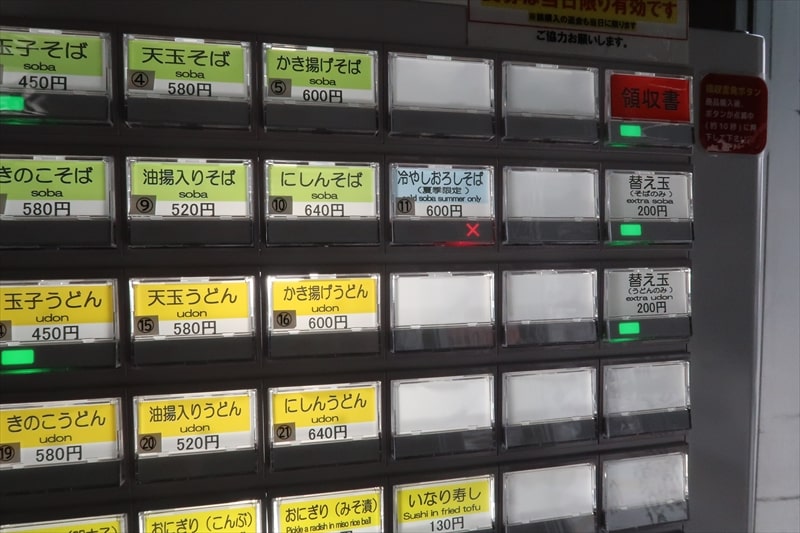 当日限り有効です
ご協力お願いします。
玉子そば
soba
450円
天玉そば
soba
④
580円
かき揚げそば
soba
⑤
600円
領収書
きのこそば
soba
580円
油揚入りそば
soba
⑨
520円
にしんそば
soba
⑩
640円
冷やしおろしそば
(夏季限定)
soba summer only
⑪
600円
替え玉
(そばのみ)
extra soba
200円
玉子うどん
udon
450円
天玉うどん
udon
⑮
580円
かき揚げうどん
udon
⑯
600円
替え玉
(うどんのみ)
extra udon
200円
きのこうどん
udon
⑲
580円
油揚入りうどん
udon
⑳
520円
にしんうどん
udon
㉑
640円
おにぎり(こんぶ)
おにぎり(みそ漬)
Pickle a radish in miso rice ball
いなり寿し
Sushi in fried tofu
130円